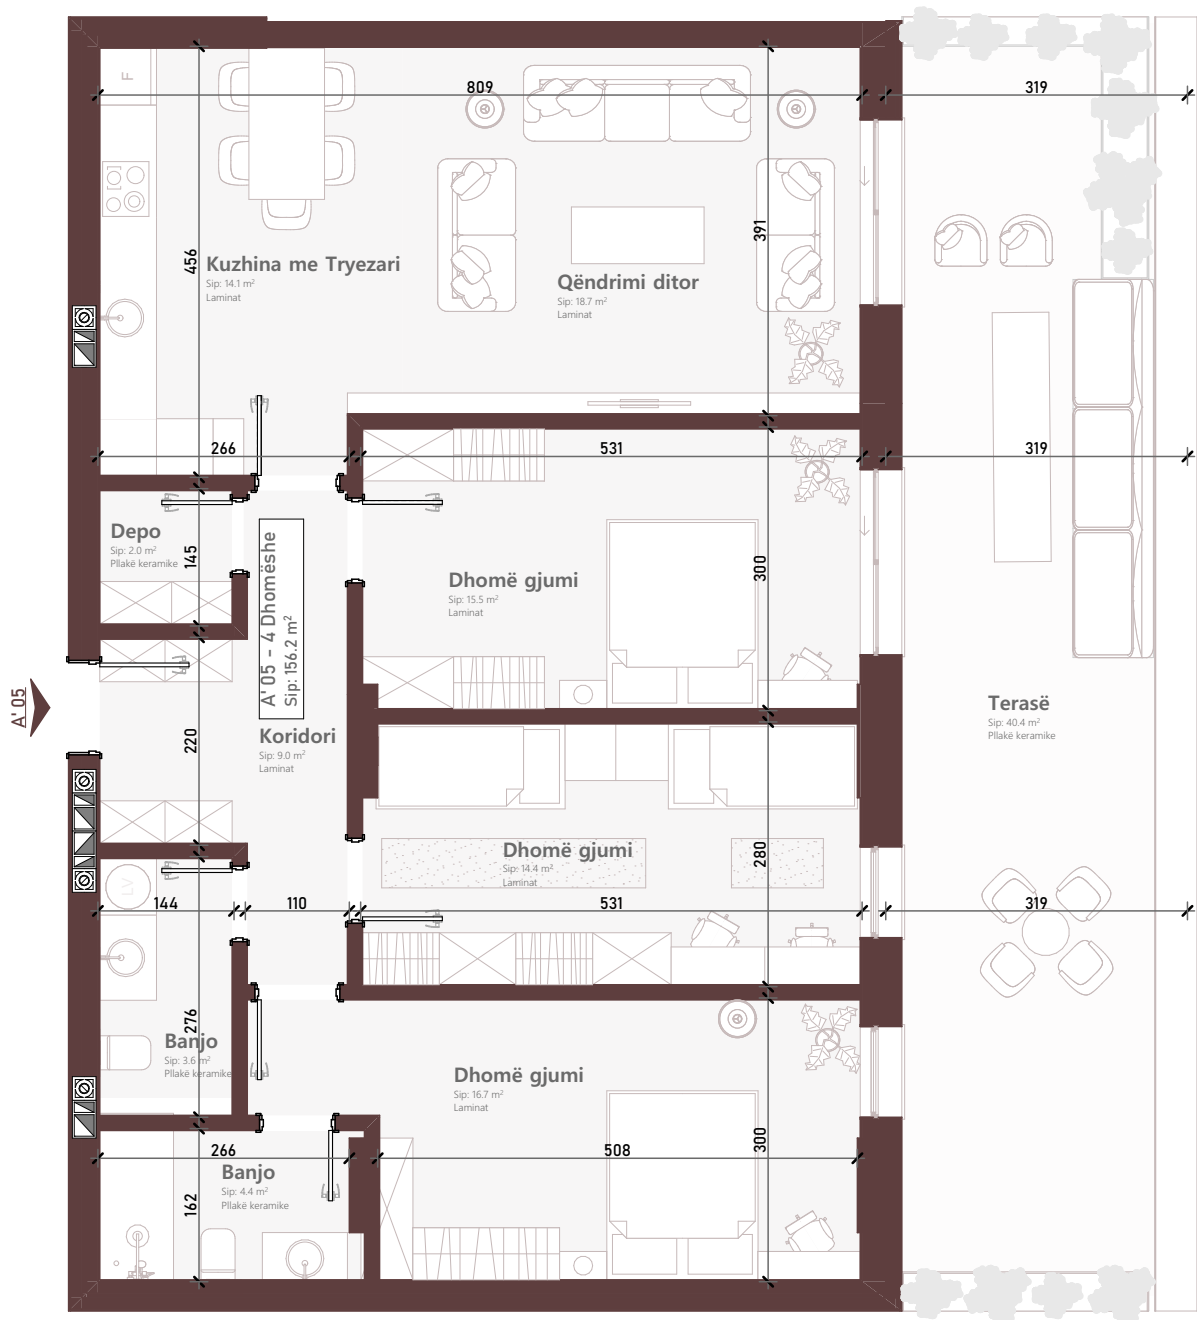 F
809
319
456
391
Kuzhina me Tryezari
Sip: 14.1 m²
Laminat
Qëndrimi ditor
Sip: 18.7 m²
Laminat
266
531
319
Depo
Sip: 2.0 m²
Pllakë keramike
145
A' 05 - 4 Dhomëshe
Sip: 156.2 m²
Dhomë gjumi
Sip: 15.5 m²
Laminat
300
A' 05
220
Koridori
Sip: 9.0 m²
Laminat
Terasë
Sip: 40.4 m²
Pllakë keramike
Dhomë gjumi
Sip: 14.4 m²
Laminat
280
LV
144
110
531
319
276
Banjo
Sip: 3.6 m²
Pllakë keramike
Dhomë gjumi
Sip: 16.7 m²
Laminat
300
266
508
Banjo
Sip: 4.4 m²
Pllakë keramike
162